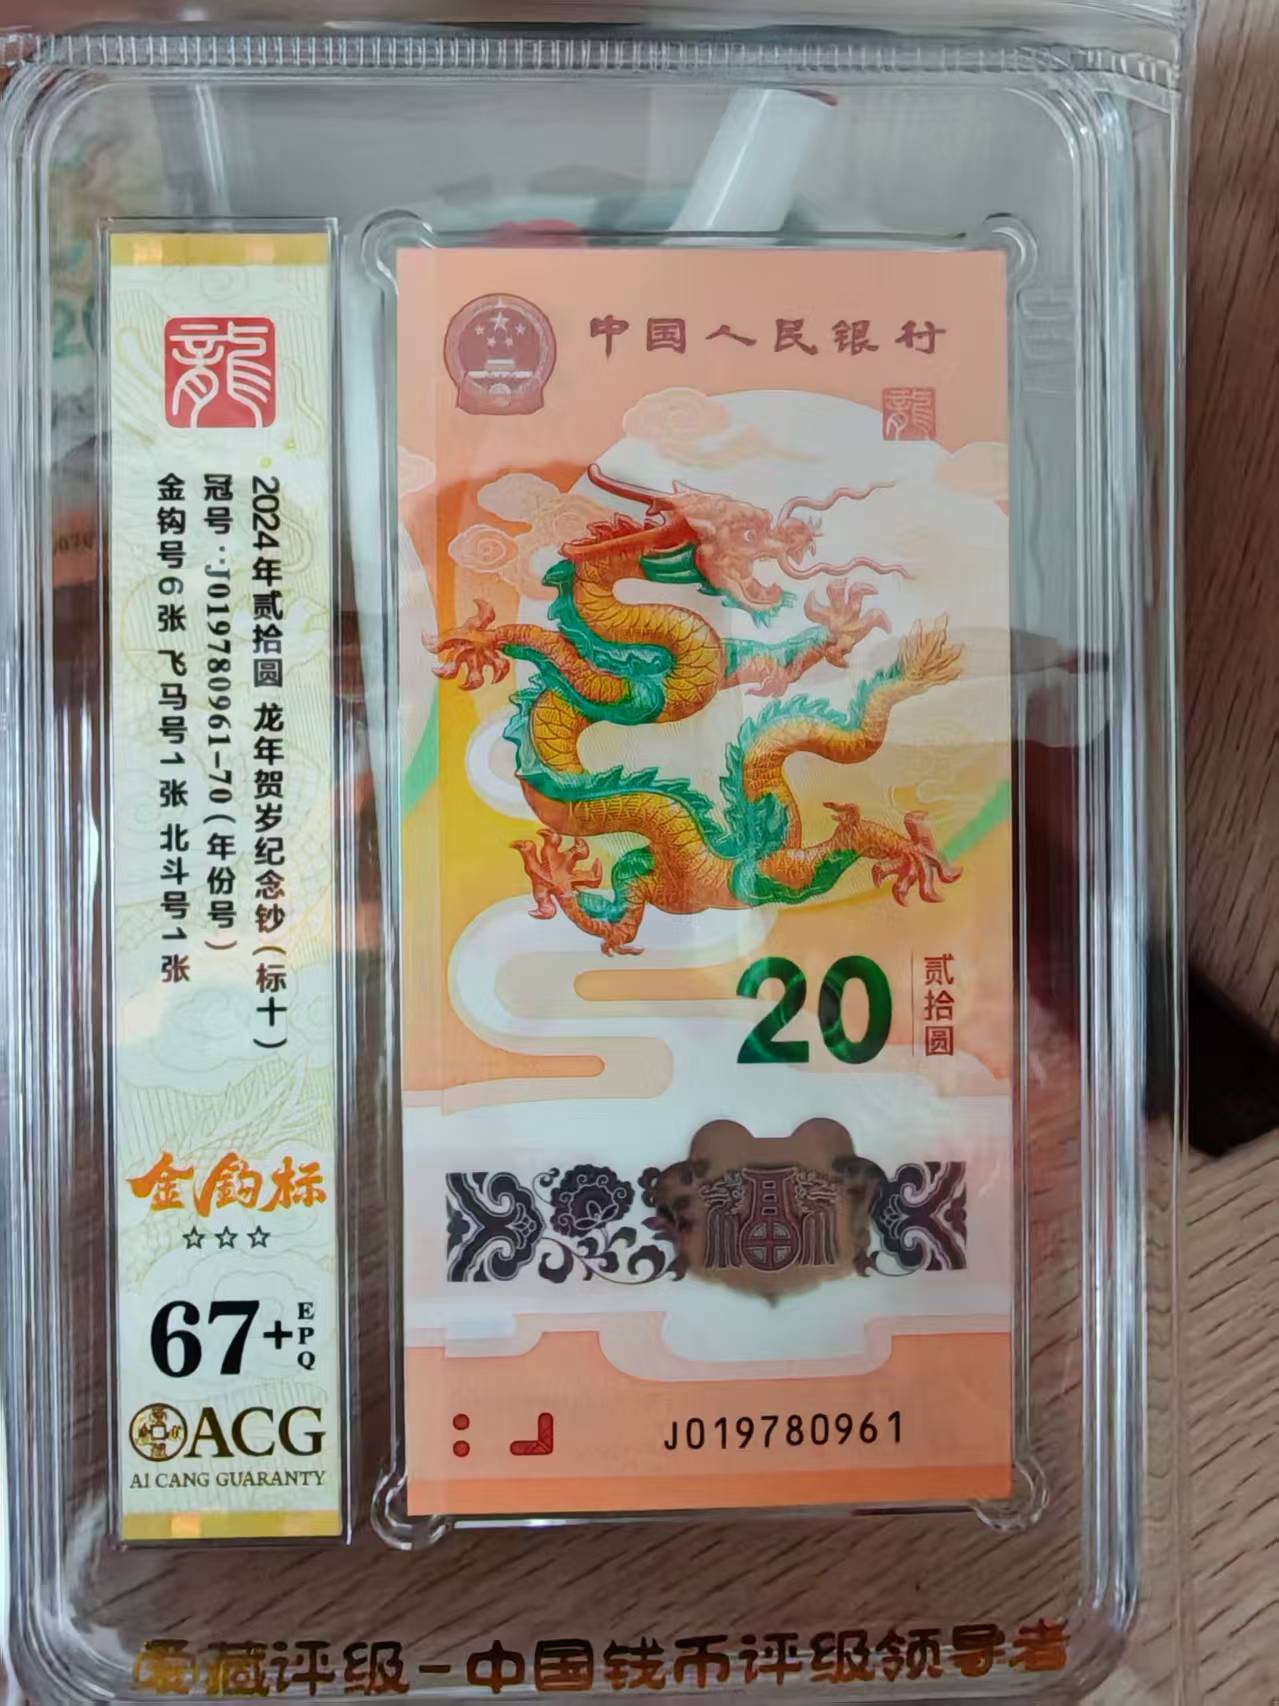 龍
2024年贰拾圆 龙年贺岁纪念钞(标十)
冠号:J019780961-70(年份号)
金钩号6张 飞马号1张 北斗号1张
金钩标
67+
EPQ
ACG
AI CANG GUARANTY
中国人民银行
龍
20
贰拾圆
福
J019780961
爱藏评级-中国钱币评级领导者